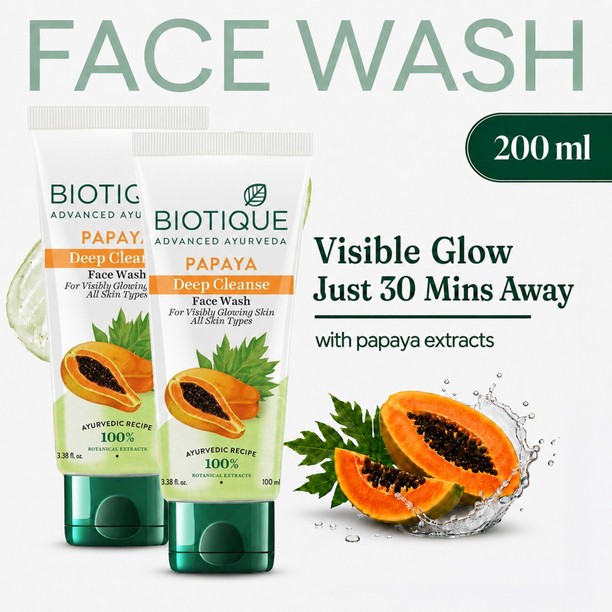 FACE WASH
200 ml
BIOTIQ
ADVANCED AYU
PAPAYA
Deep Clean
Face Wash
For Visibly Glowing
All Skin Types
AYURVEDIC RECIPE
100%
BOTANICAL EXTRACTS
3.38 fl. oz.
BIOTIQUE
ADVANCED AYURVEDA
PAPAYA
Deep Cleanse
Face Wash
For Visibly Glowing Skin
All Skin Types
AYURVEDIC RECIPE
100%
BOTANICAL EXTRACTS
3.38 fl. oz.
100 ml
Visible Glow
Just 30 Mins Away
with papaya extracts